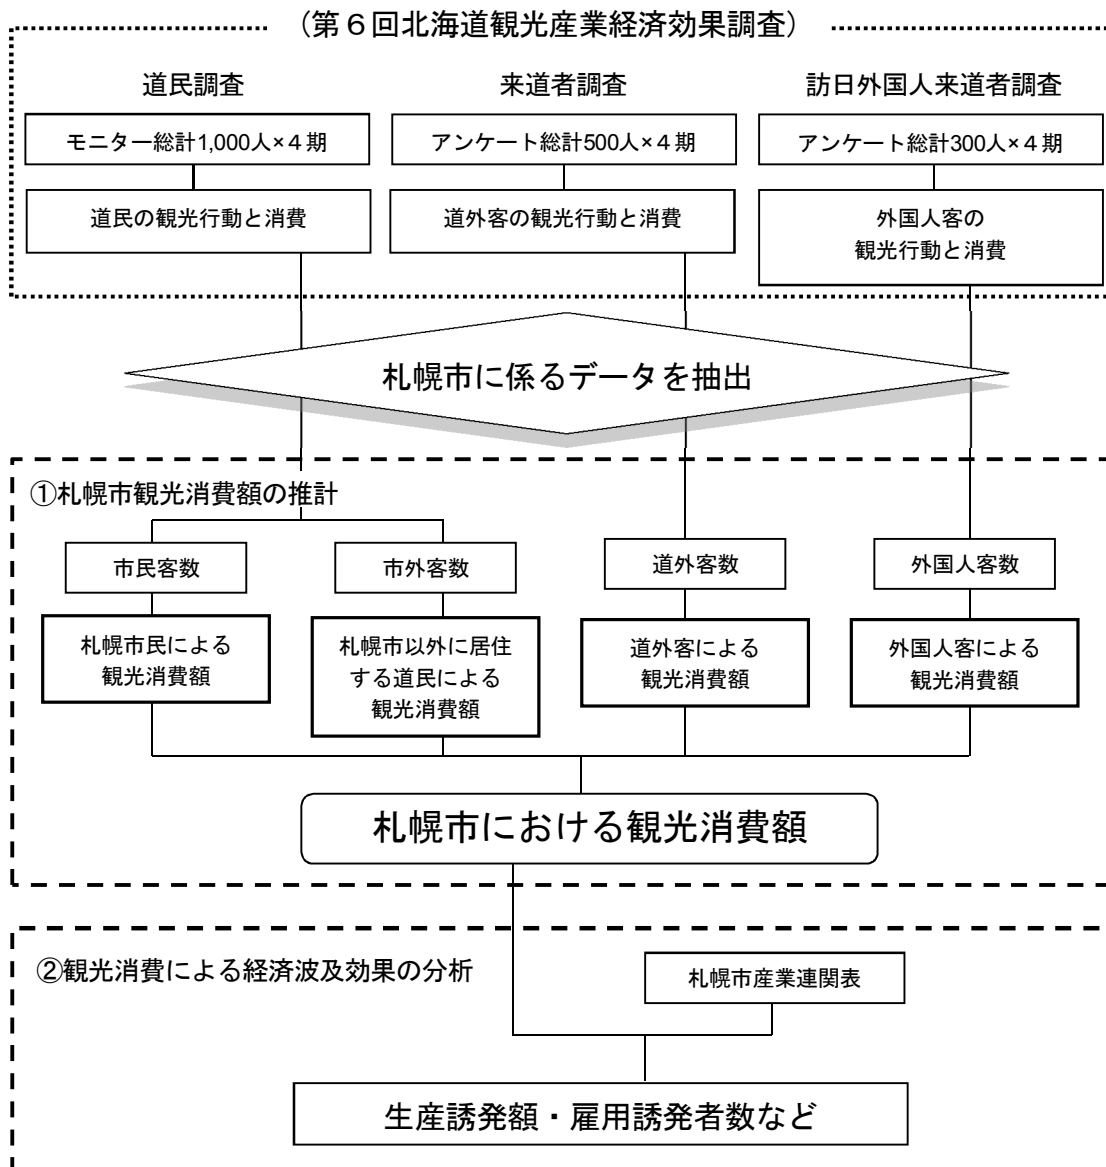 （第６回北海道観光産業経済効果調査）
道民調査
来道者調査
訪日外国人来道者調査
モニター総計1,000人×４期
アンケート総計500人×４期
アンケート総計300人×４期
道民の観光行動と消費
道外客の観光行動と消費
外国人客の
観光行動と消費
札幌市に係るデータを抽出
①札幌市観光消費額の推計
市民客数
市外客数
道外客数
外国人客数
札幌市民による
観光消費額
札幌市以外に居住
する道民による
観光消費額
道外客による
観光消費額
外国人客による
観光消費額
札幌市における観光消費額
②観光消費による経済波及効果の分析
札幌市産業連関表
生産誘発額・雇用誘発者数など